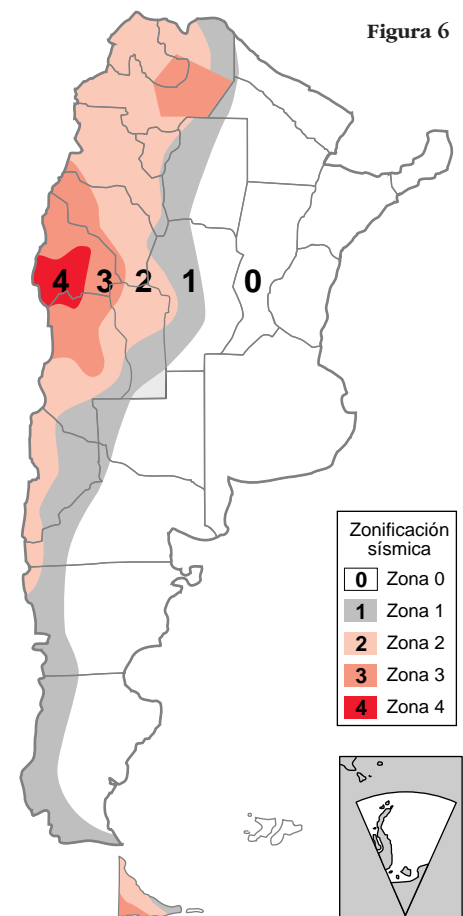 Figura 6
4 3 2 1 0
Zonificación
sísmica
0 Zona 0
1 Zona 1
2 Zona 2
3 Zona 3
4 Zona 4